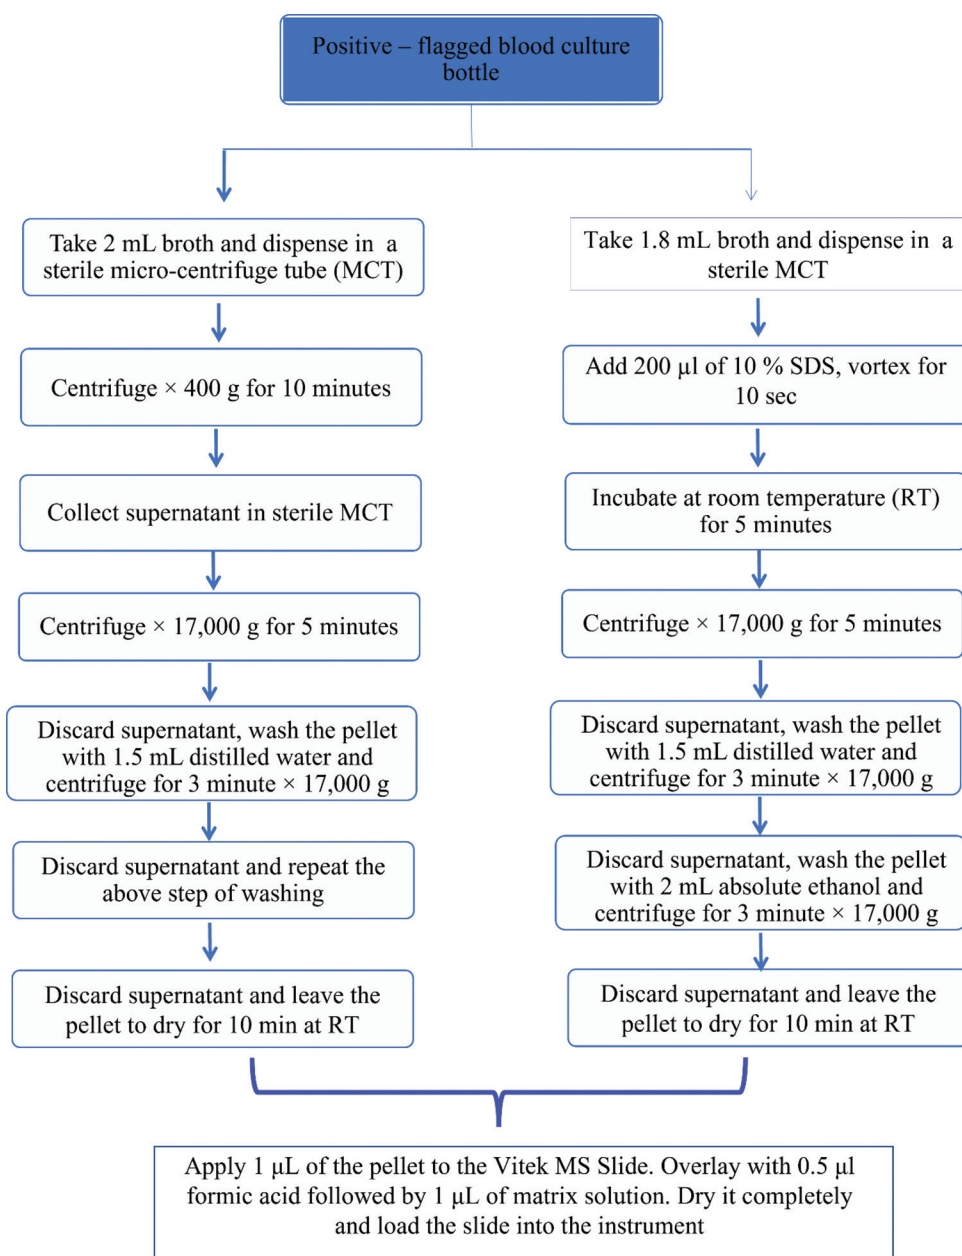 Positive – flagged blood culture
bottle
Take 2 mL broth and dispense in a
sterile micro-centrifuge tube (MCT)
Centrifuge × 400 g for 10 minutes
Collect supernatant in sterile MCT
Centrifuge × 17,000 g for 5 minutes
Discard supernatant, wash the pellet
with 1.5 mL distilled water and
centrifuge for 3 minute × 17,000 g
Discard supernatant and repeat the
above step of washing
Discard supernatant and leave the
pellet to dry for 10 min at RT
Take 1.8 mL broth and dispense in a
sterile MCT
Add 200 µl of 10 % SDS, vortex for
10 sec
Incubate at room temperature (RT)
for 5 minutes
Centrifuge × 17,000 g for 5 minutes
Discard supernatant, wash the pellet
with 1.5 mL distilled water and
centrifuge for 3 minute × 17,000 g
Discard supernatant, wash the pellet
with 2 mL absolute ethanol and
centrifuge for 3 minute × 17,000 g
Discard supernatant and leave the
pellet to dry for 10 min at RT
Apply 1 µL of the pellet to the Vitek MS Slide. Overlay with 0.5 µl
formic acid followed by 1 µL of matrix solution. Dry it completely
and load the slide into the instrument